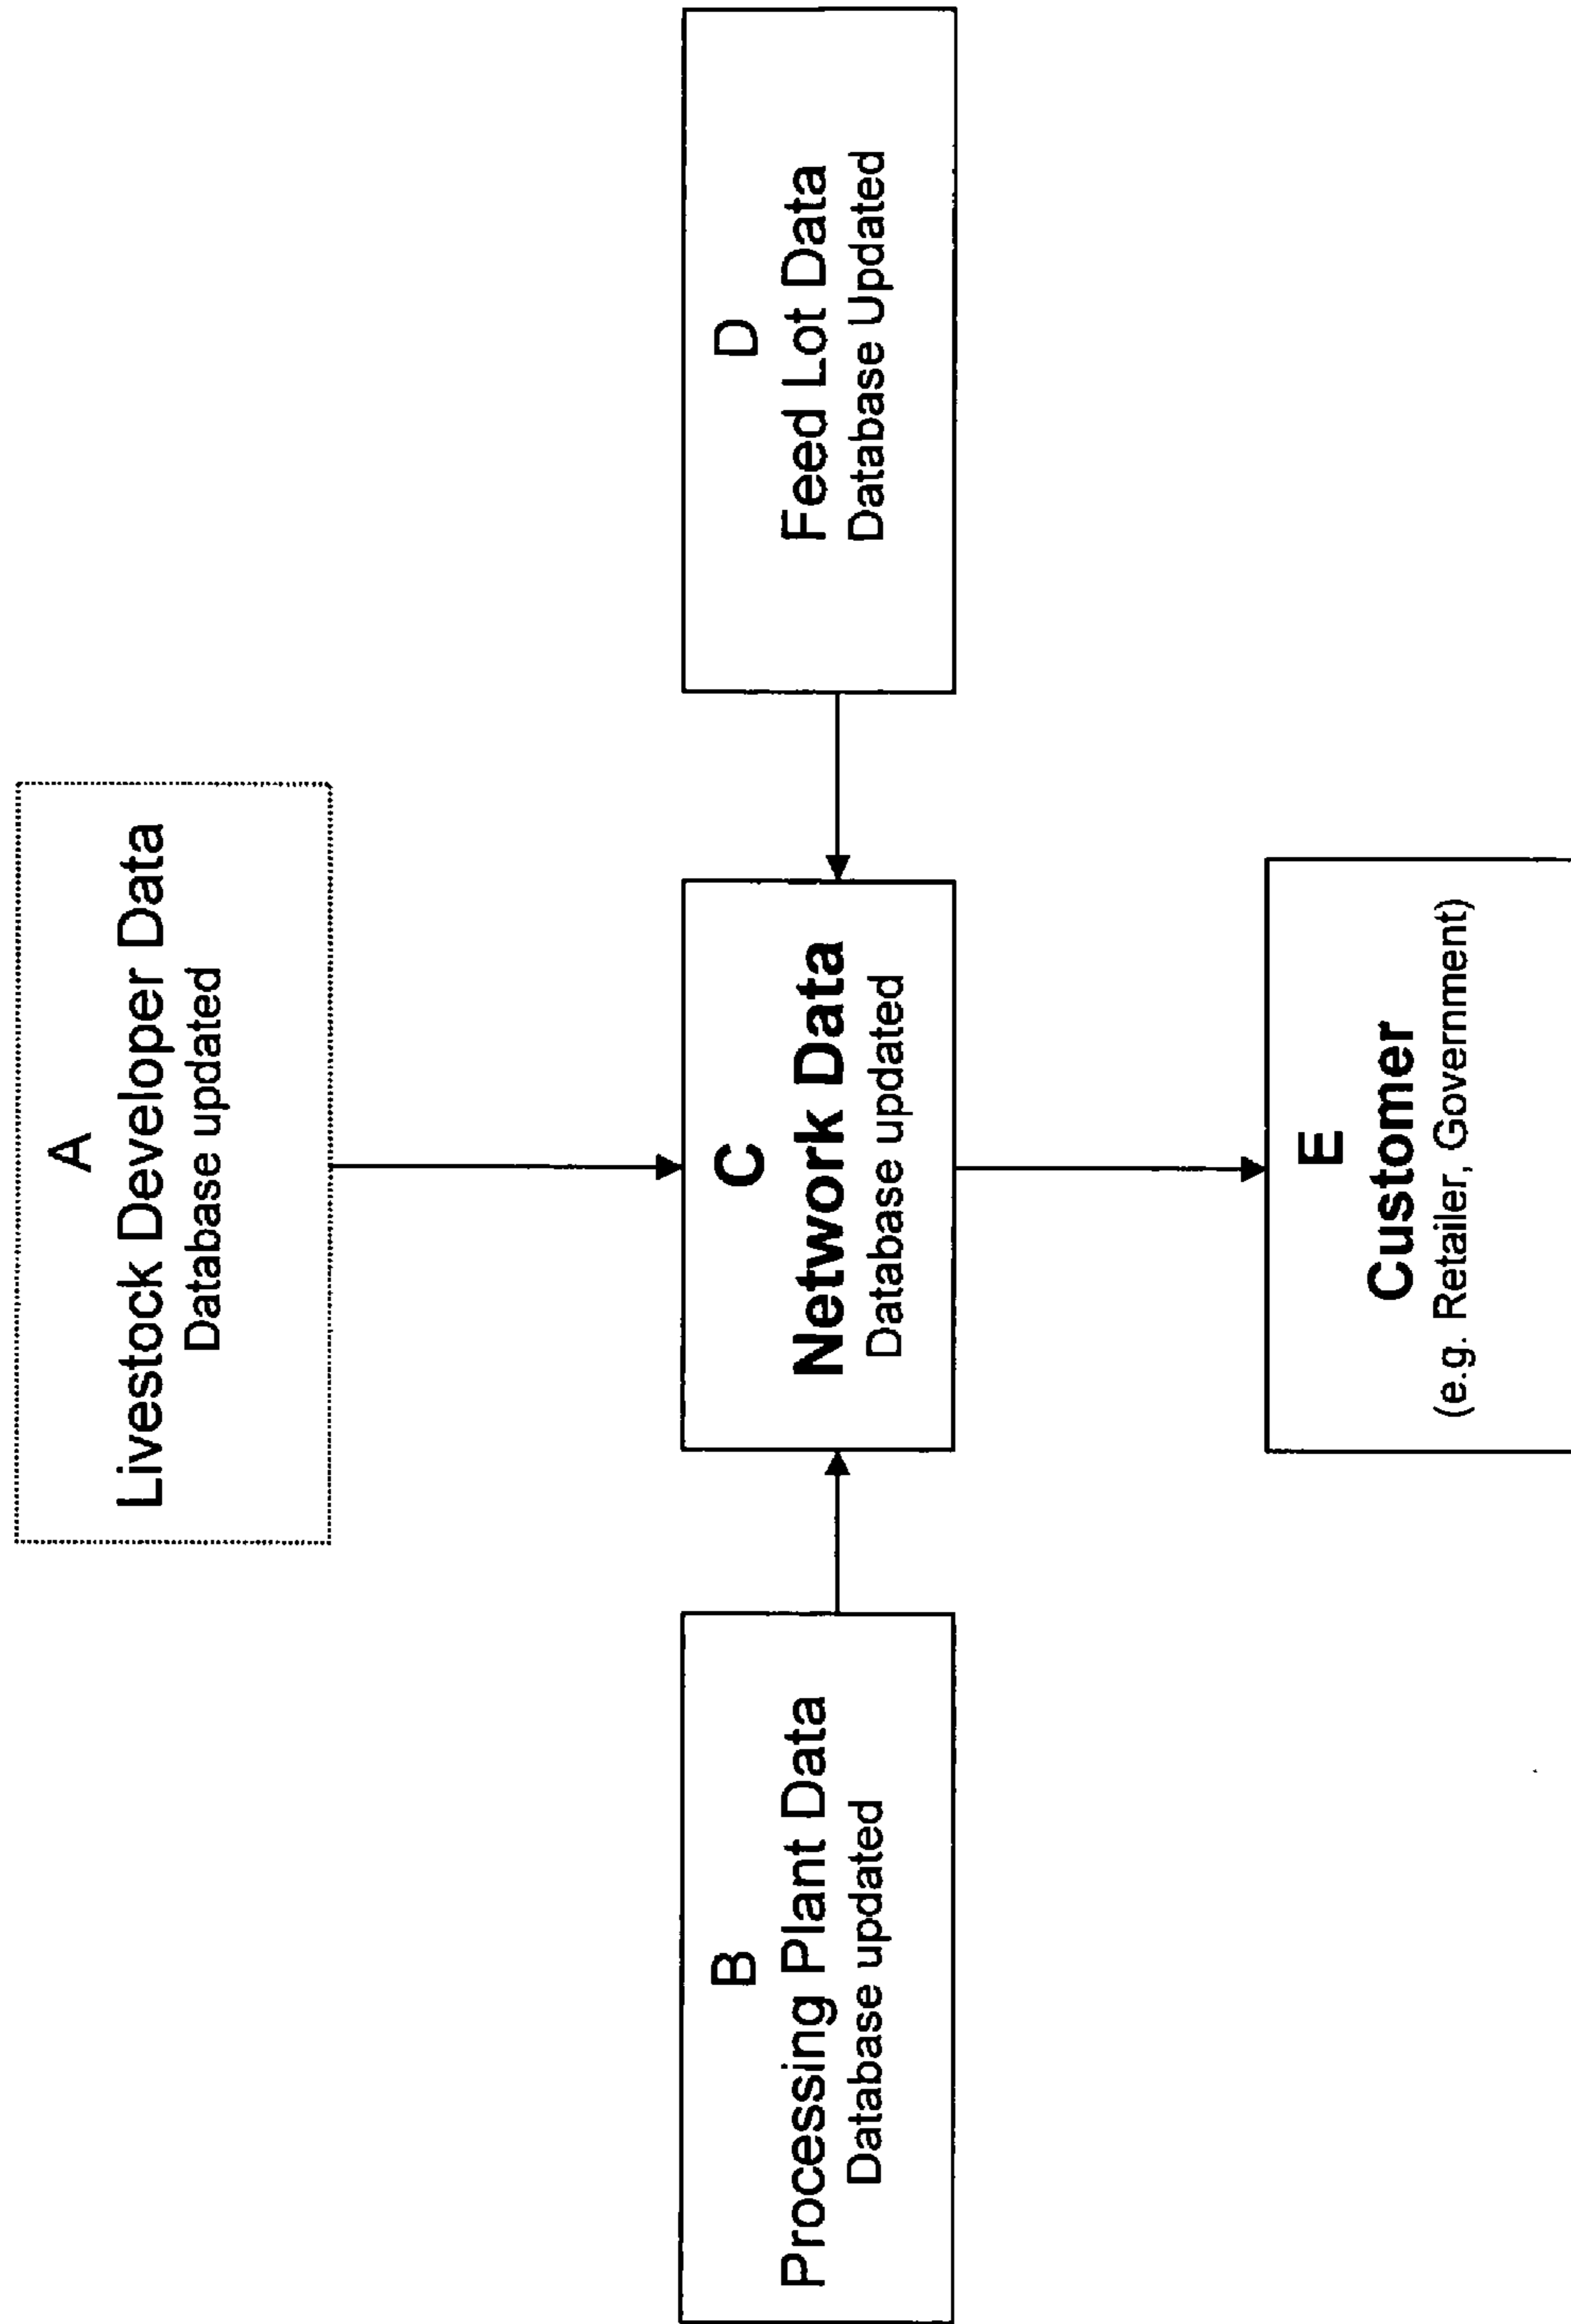 A
Livestock Developer Data
Database updated
B
Processing Plant Data
Database updated
C
Network Data
Database updated
D
Feed Lot Data
Database Updated
E
Customer
(e.g. Retailer, Government)